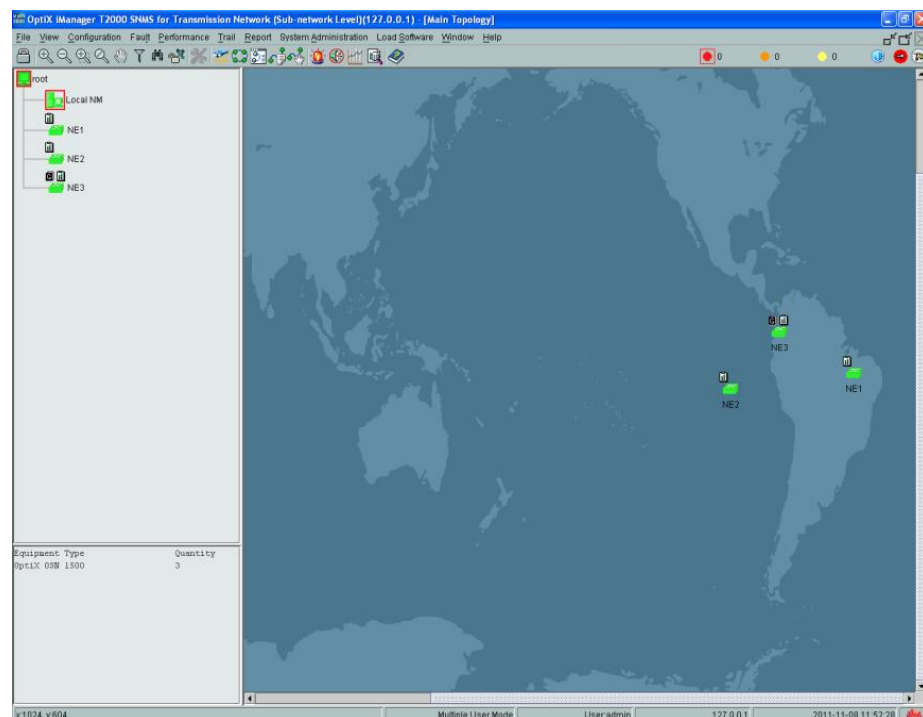 OptiX iManager T2000 SNMS for Transmission Network (Sub-network Level)(127.0.0.1) - [Main Topology]
File View Configuration Fault Performance Trail Report System Administration Load Software Window Help
0 0 0
root
Local NM
NE1
NE2
NE3
NE3
NE1
NE2
Equipment Type Quantity
OptiX OSN 1500 3
x:1024, y:604 Multiple User Mode User:admin 127.0.0.1 2011-11-08 11:52:28